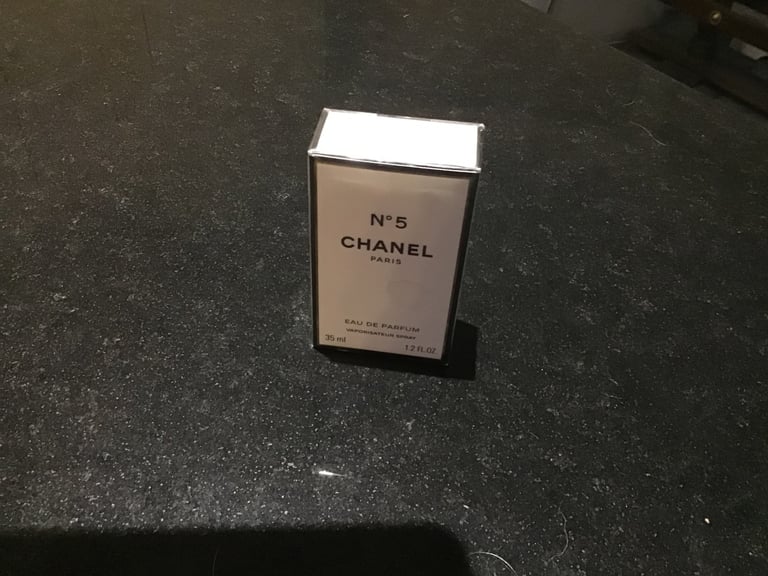 N°5
CHANEL
PARIS
EAU DE PARFUM
VAPORISATEUR SPRAY
35 ml 1.2 FL.OZ